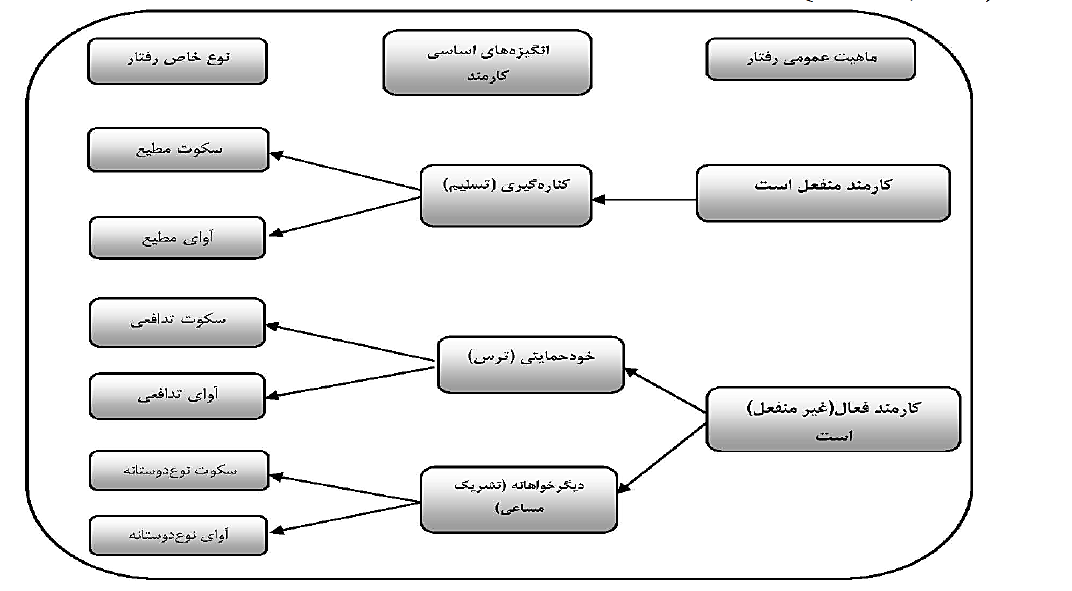 ماهیت عمومی رفتار
انگیزه‌های اساسی
کارمند
نوع خاص رفتار
کارمند منفعل است
کناره‌گیری (تسلیم)
سکوت مطیع
آوای مطیع
کارمند فعال(غیر منفعل)
است
خودحمایتی (ترس)
سکوت تدافعی
آوای تدافعی
دیگرخواهانه (تشریک
مساعی)
سکوت نوع‌دوستانه
آوای نوع‌دوستانه